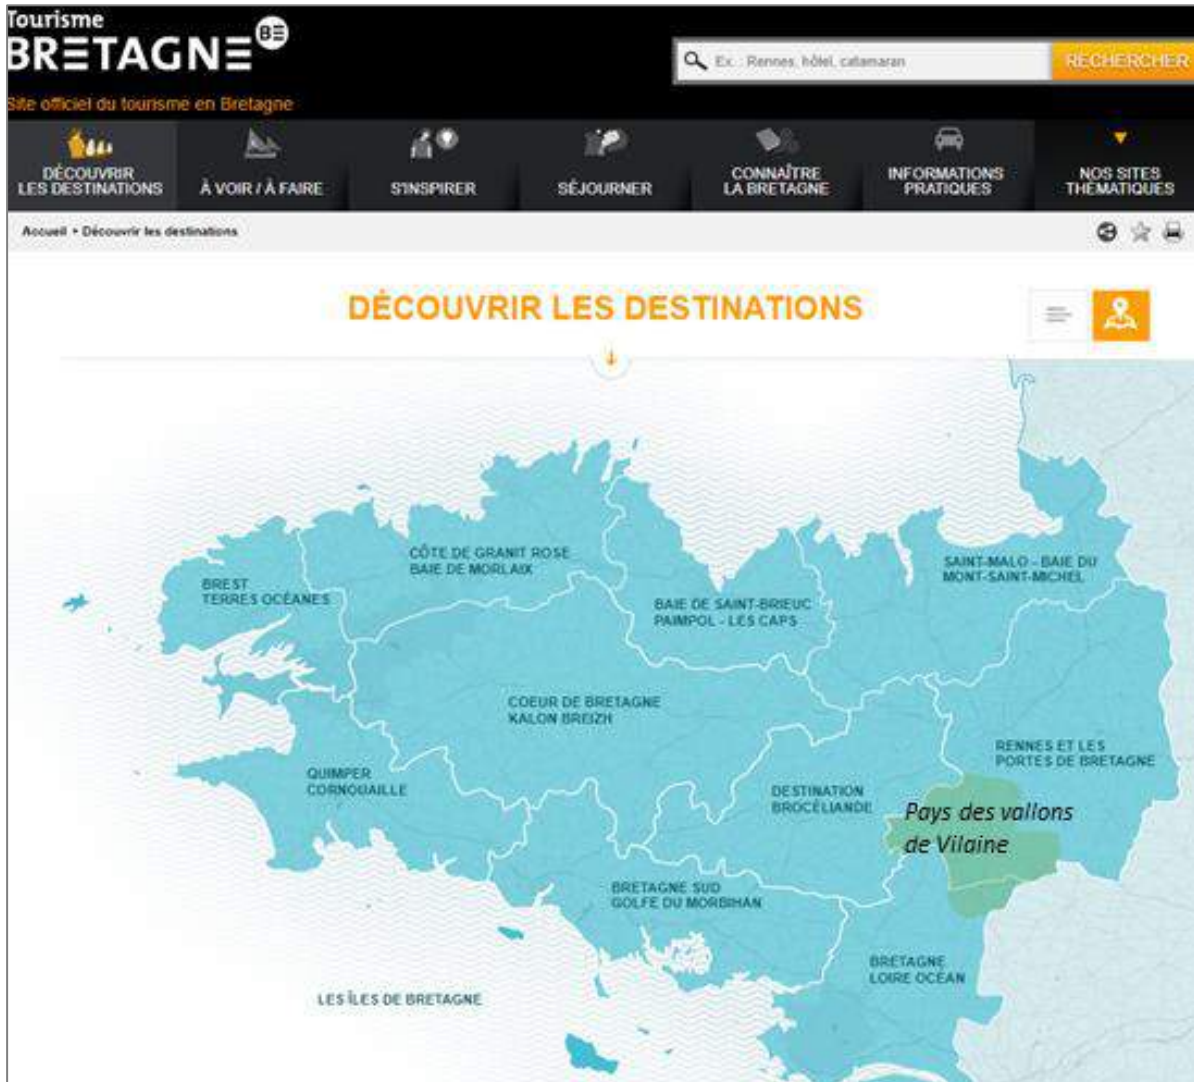 Tourisme
BRETAGNE BE
Site officiel du tourisme en Bretagne
Ex. : Rennes, hôtel, catamaran
RECHERCHER
DÉCOUVRIR
LES DESTINATIONS
À VOIR / À FAIRE
S'INSPIRER
SÉJOURNER
CONNAÎTRE
LA BRETAGNE
INFORMATIONS
PRATIQUES
NOS SITES
THÉMATIQUES
Accueil • Découvrir les destinations
DÉCOUVRIR LES DESTINATIONS
CÔTE DE GRANIT ROSE
BAIE DE MORLAIX
SAINT-MALO - BAIE DU
MONT-SAINT-MICHEL
BREST
TERRES OCÉANES
BAIE DE SAINT-BRIEUC
PAIMPOL - LES CAPS
COEUR DE BRETAGNE
KALON BREIZH
RENNES ET LES
PORTES DE BRETAGNE
QUIMPER
CORNOUAILLE
DESTINATION
BROCÉLIANDE
Pays des vallons
de Vilaine
BRETAGNE SUD
GOLFE DU MORBIHAN
BRETAGNE
LOIRE OCÉAN
LES ÎLES DE BRETAGNE